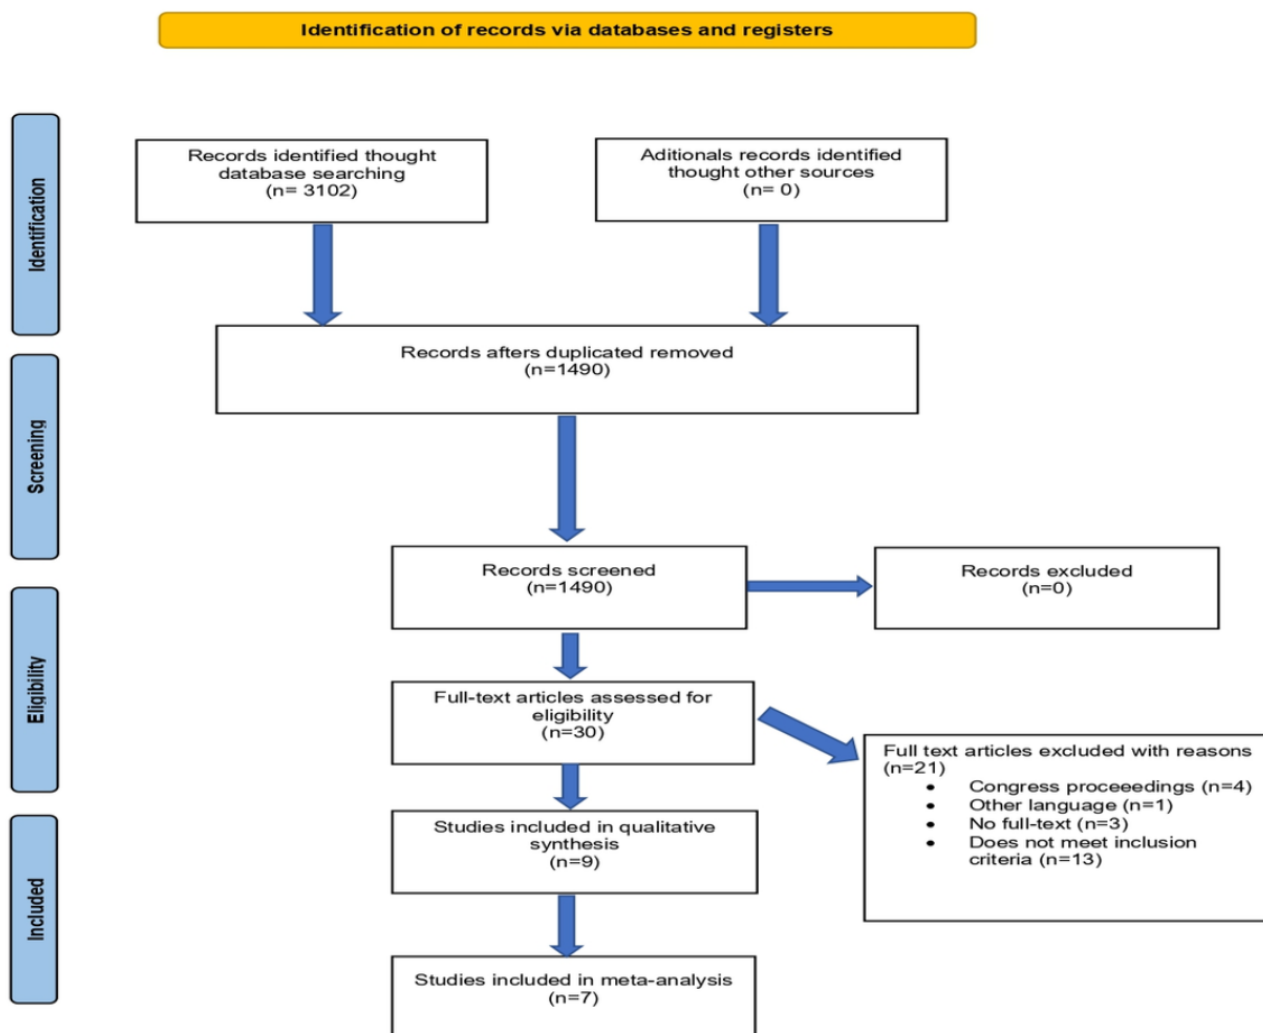 Identification of records via databases and registers
Identification
Records identified thought
database searching
(n= 3102)
Aditionals records identified
thought other sources
(n= 0)
Records afters duplicated removed
(n=1490)
Screening
Records screened
(n=1490)
Records excluded
(n=0)
Eligibility
Full-text articles assessed for
eligibility
(n=30)
Full text articles excluded with reasons
(n=21)
• Congress proceeedings (n=4)
• Other language (n=1)
• No full-text (n=3)
• Does not meet inclusion
criteria (n=13)
Included
Studies included in qualitative
synthesis
(n=9)
Studies included in meta-analysis
(n=7)